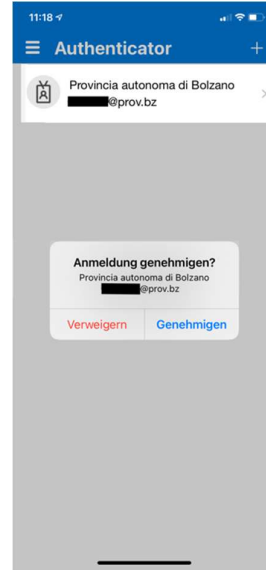 11:18
Authenticator
Provincia autonoma di Bolzano
@prov.bz
Anmeldung genehmigen?
Provincia autonoma di Bolzano
@prov.bz
Verweigern Genehmigen